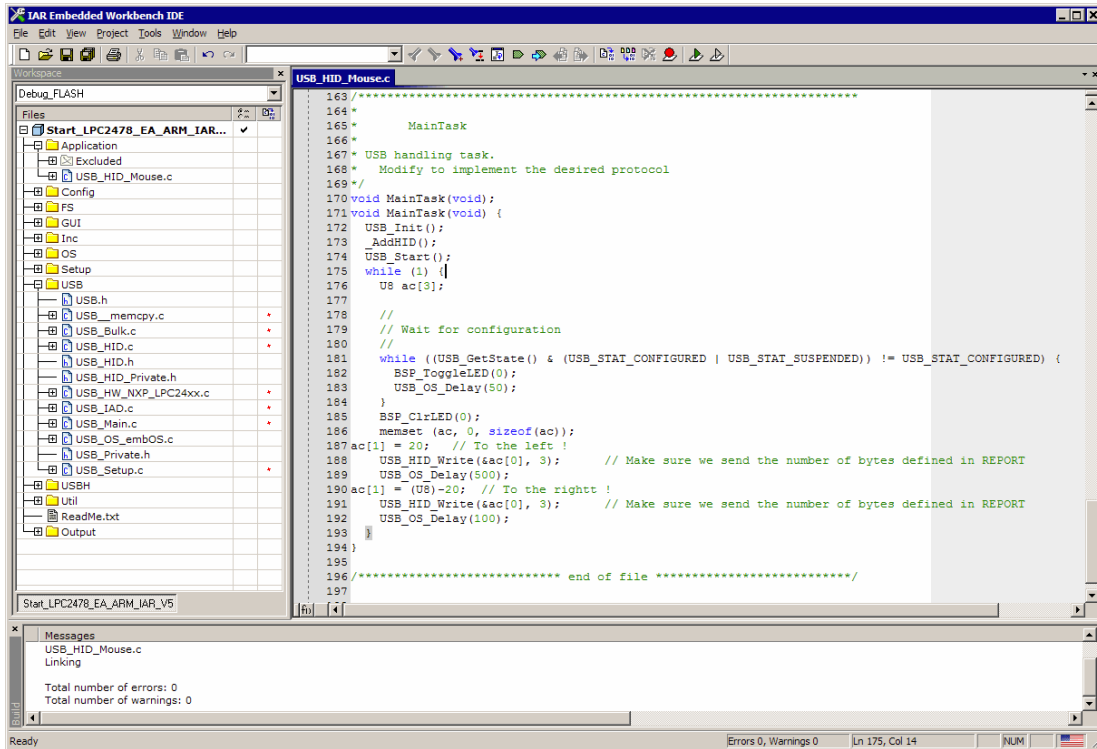 IAR Embedded Workbench IDE
File Edit View Project Tools Window Help
Workspace
Debug_FLASH
Files
Start_LPC2478_EA_ARM_IAR...
Application
Excluded
USB_HID_Mouse.c
Config
FS
GUI
Inc
OS
Setup
USB
USB.h
USB__memcpy.c
USB_Bulk.c
USB_HID.c
USB_HID.h
USB_HID_Private.h
USB_HW_NXP_LPC24xx.c
USB_IAD.c
USB_Main.c
USB_OS_embOS.c
USB_Private.h
USB_Setup.c
USBH
Util
ReadMe.txt
Output
Start_LPC2478_EA_ARM_IAR_V5
USB_HID_Mouse.c
163 /*********************************************************************
164 *
165 *       MainTask
166 *
167 * USB handling task.
168 *   Modify to implement the desired protocol
169 */
170 void MainTask(void);
171 void MainTask(void) {
172   USB_Init();
173   _AddHID();
174   USB_Start();
175   while (1) {
176     U8 ac[3];
177
178     //
179     // Wait for configuration
180     //
181     while ((USB_GetState() & (USB_STAT_CONFIGURED | USB_STAT_SUSPENDED)) != USB_STAT_CONFIGURED) {
182       BSP_ToggleLED(0);
183       USB_OS_Delay(50);
184     }
185     BSP_ClrLED(0);
186     memset (ac, 0, sizeof(ac));
187 ac[1] = 20;   // To the left !
188     USB_HID_Write(&ac[0], 3);      // Make sure we send the number of bytes defined in REPORT
189     USB_OS_Delay(500);
190 ac[1] = (U8)-20;  // To the rightt !
191     USB_HID_Write(&ac[0], 3);      // Make sure we send the number of bytes defined in REPORT
192     USB_OS_Delay(100);
193   }
194 }
195
196 /**************************** end of file ***************************/
197
Messages
USB_HID_Mouse.c
Linking
Total number of errors: 0
Total number of warnings: 0
Build
Ready
Errors 0, Warnings 0
Ln 175, Col 14
NUM